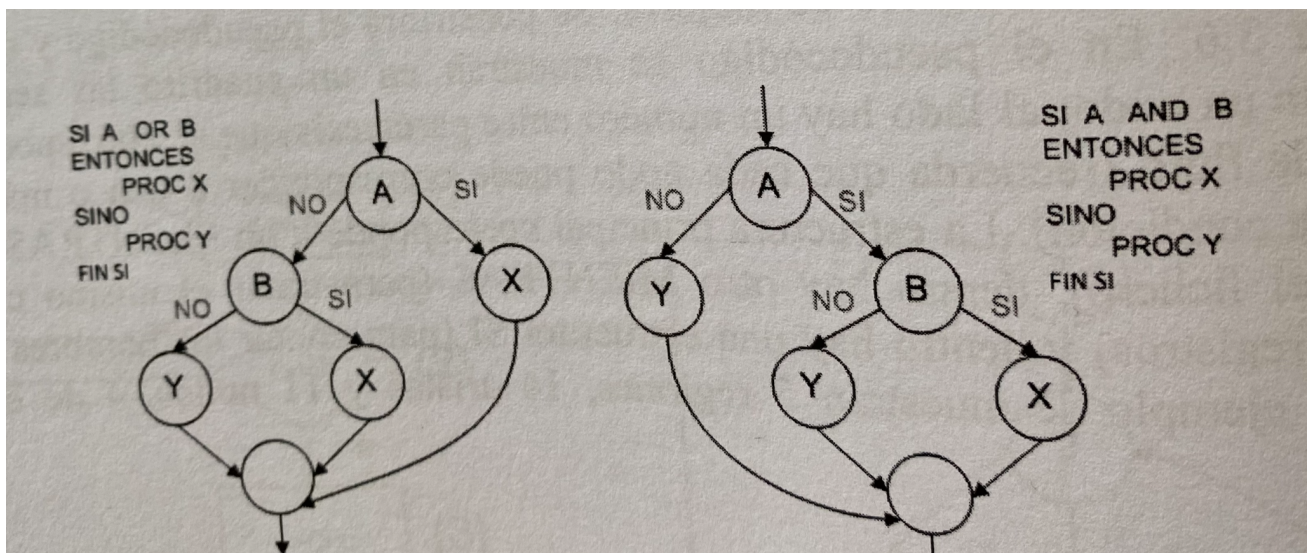 SI A OR B
ENTONCES
PROC X
SINO
PROC Y
FIN SI
A
NO
SI
B
X
NO
SI
Y
X
A
NO
SI
Y
B
NO
SI
Y
X
SI A AND B
ENTONCES
PROC X
SINO
PROC Y
FIN SI